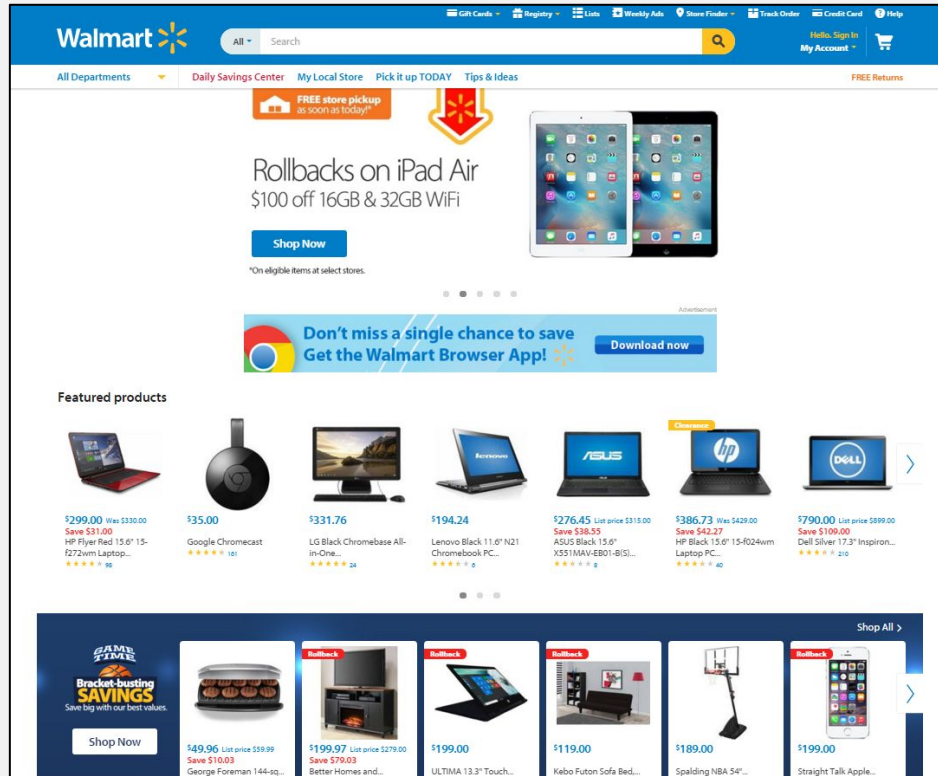 Gift Cards Registry Lists Weekly Ads Store Finder Track Order Credit Card Help
Walmart
All Search
Hello. Sign In
My Account
All Departments Daily Savings Center My Local Store Pick it up TODAY Tips & Ideas FREE Returns
FREE store pickup
as soon as today!*
Rollbacks on iPad Air
$100 off 16GB & 32GB WiFi
Shop Now
*On eligible items at select stores.
Advertisement
Don't miss a single chance to save
Get the Walmart Browser App!
Download now
Featured products
Clearance
lenovo
ASUS
hp
DELL
$299.00 Was $330.00
Save $31.00
HP Flyer Red 15.6" 15-
f272wm Laptop...
98
$35.00
Google Chromecast
161
$331.76
LG Black Chromebase All-
in-One...
24
$194.24
Lenovo Black 11.6" N21
Chromebook PC...
6
$276.45 List price $315.00
Save $38.55
ASUS Black 15.6"
X551MAV-EB01-B(S)...
8
$386.73 Was $429.00
Save $42.27
HP Black 15.6" 15-f024wm
Laptop PC...
40
$790.00 List price $899.00
Save $109.00
Dell Silver 17.3" Inspiron...
210
Shop All
GAME
TIME
Bracket-busting
SAVINGS
Save big with our best values.
Shop Now
$49.96 List price $59.99
Save $10.03
George Foreman 144-sq...
Rollback
$199.97 List price $279.00
Save $79.03
Better Homes and...
Rollback
$199.00
ULTIMA 13.3" Touch...
Rollback
$119.00
Kebo Futon Sofa Bed,...
$189.00
Spalding NBA 54"...
Rollback
$199.00
Straight Talk Apple...